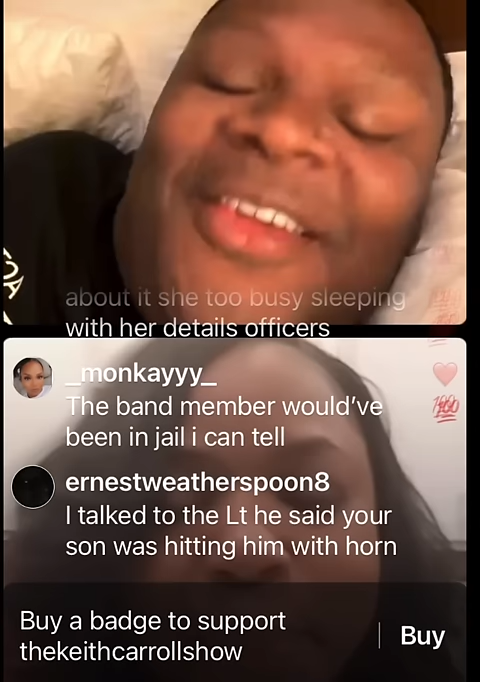 about it she too busy sleeping
with her details officers
_monkayyy_
The band member would’ve
been in jail i can tell
ernestweatherspoon8
I talked to the Lt he said your
son was hitting him with horn
Buy a badge to support
thekeithcarrollshow
Buy